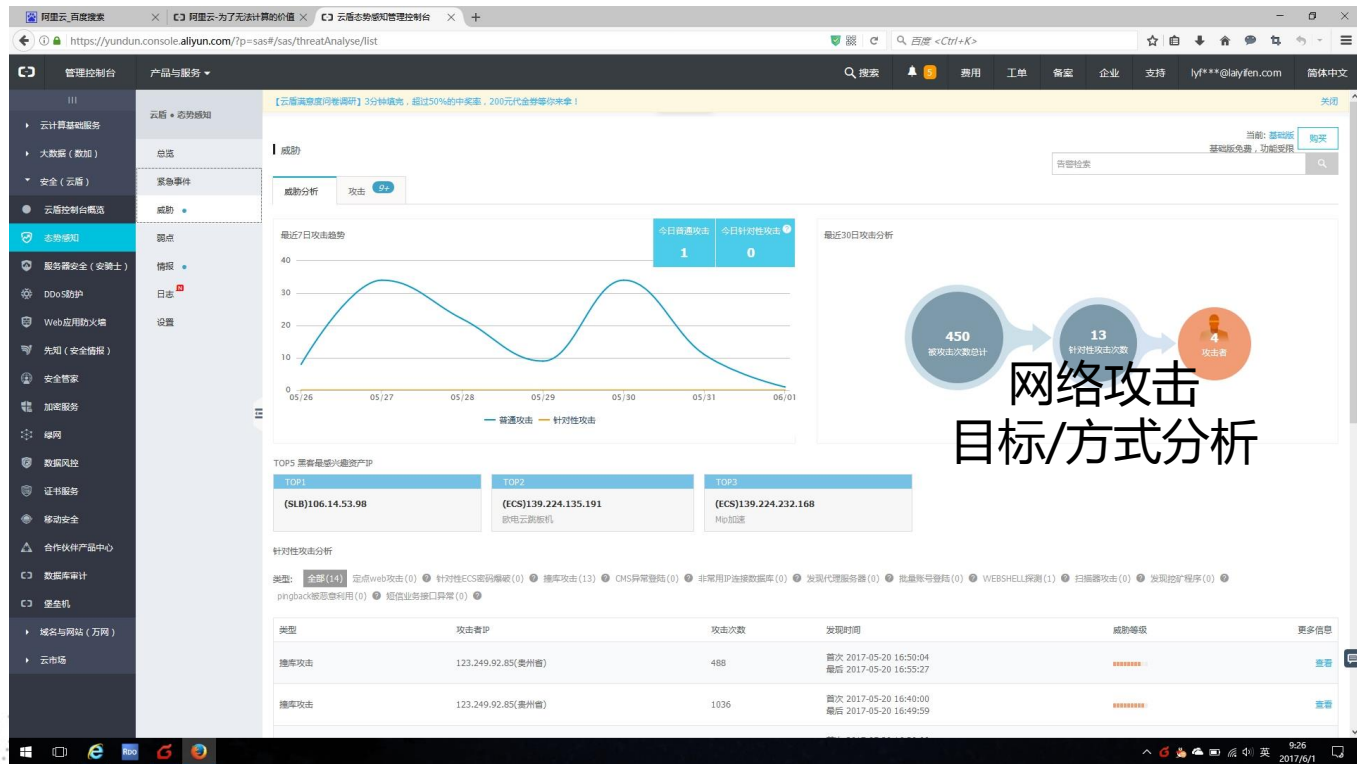 阿里云_百度搜索
阿里云-为了无法计算的价值
云盾态势感知管理控制台
https://yundun.console.aliyun.com/?p=sas#/sas/threatAnalyse/list
百度 <Ctrl+K>
管理控制台
产品与服务
搜索
5
费用
工单
备案
企业
支持
lyf***@laiyifen.com
简体中文
云计算基础服务
大数据(数加)
安全(云盾)
云盾控制台概览
态势感知
服务器安全(安骑士)
DDoS防护
Web应用防火墙
先知(安全情报)
安全管家
加密服务
绿网
数据风控
证书服务
移动安全
合作伙伴产品中心
数据库审计
堡垒机
域名与网站(万网)
云市场
云盾 • 态势感知
总览
紧急事件
威胁
弱点
情报
日志
N
设置
【云盾满意度问卷调研】3分钟填完,超过50%的中奖率,200元代金券等你来拿!
关闭
威胁
当前: 基础版
基础版免费,功能受限
购买
告警检索
威胁分析
攻击
9+
最近7日攻击趋势
今日普通攻击
1
今日针对性攻击
0
40
30
20
10
0
05/26
05/27
05/28
05/29
05/30
05/31
06/01
普通攻击
针对性攻击
最近30日攻击分析
450
被攻击次数总计
13
针对性攻击次数
4
攻击者
网络攻击
目标/方式分析
TOP5 黑客最感兴趣资产IP
TOP1
(SLB)106.14.53.98
TOP2
(ECS)139.224.135.191
欧电云跳板机
TOP3
(ECS)139.224.232.168
Mip加速
针对性攻击分析
类型: 全部(14) 定点web攻击(0) 针对性ECS密码爆破(0) 撞库攻击(13) CMS异常登陆(0) 非常用IP连接数据库(0) 发现代理服务器(0) 批量账号登陆(0) WEBSHELL探测(1) 扫描器攻击(0) 发现挖矿程序(0)
pingback被恶意利用(0) 短信业务接口异常(0)
类型 攻击者IP 攻击次数 发现时间 威胁等级 更多信息
撞库攻击 123.249.92.85(贵州省) 488 首次 2017-05-20 16:50:04
最后 2017-05-20 16:55:27
查看
撞库攻击 123.249.92.85(贵州省) 1036 首次 2017-05-20 16:40:00
最后 2017-05-20 16:49:59
查看
RDO
英
9:26
2017/6/1